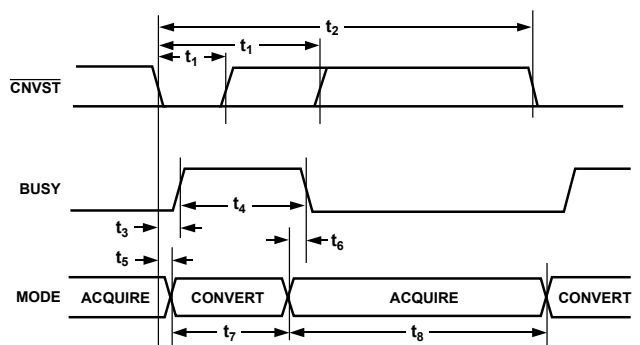 t2
t1
t1
CNVST
BUSY
t4
t3
t6
t5
MODE ACQUIRE CONVERT ACQUIRE CONVERT
t7 t8